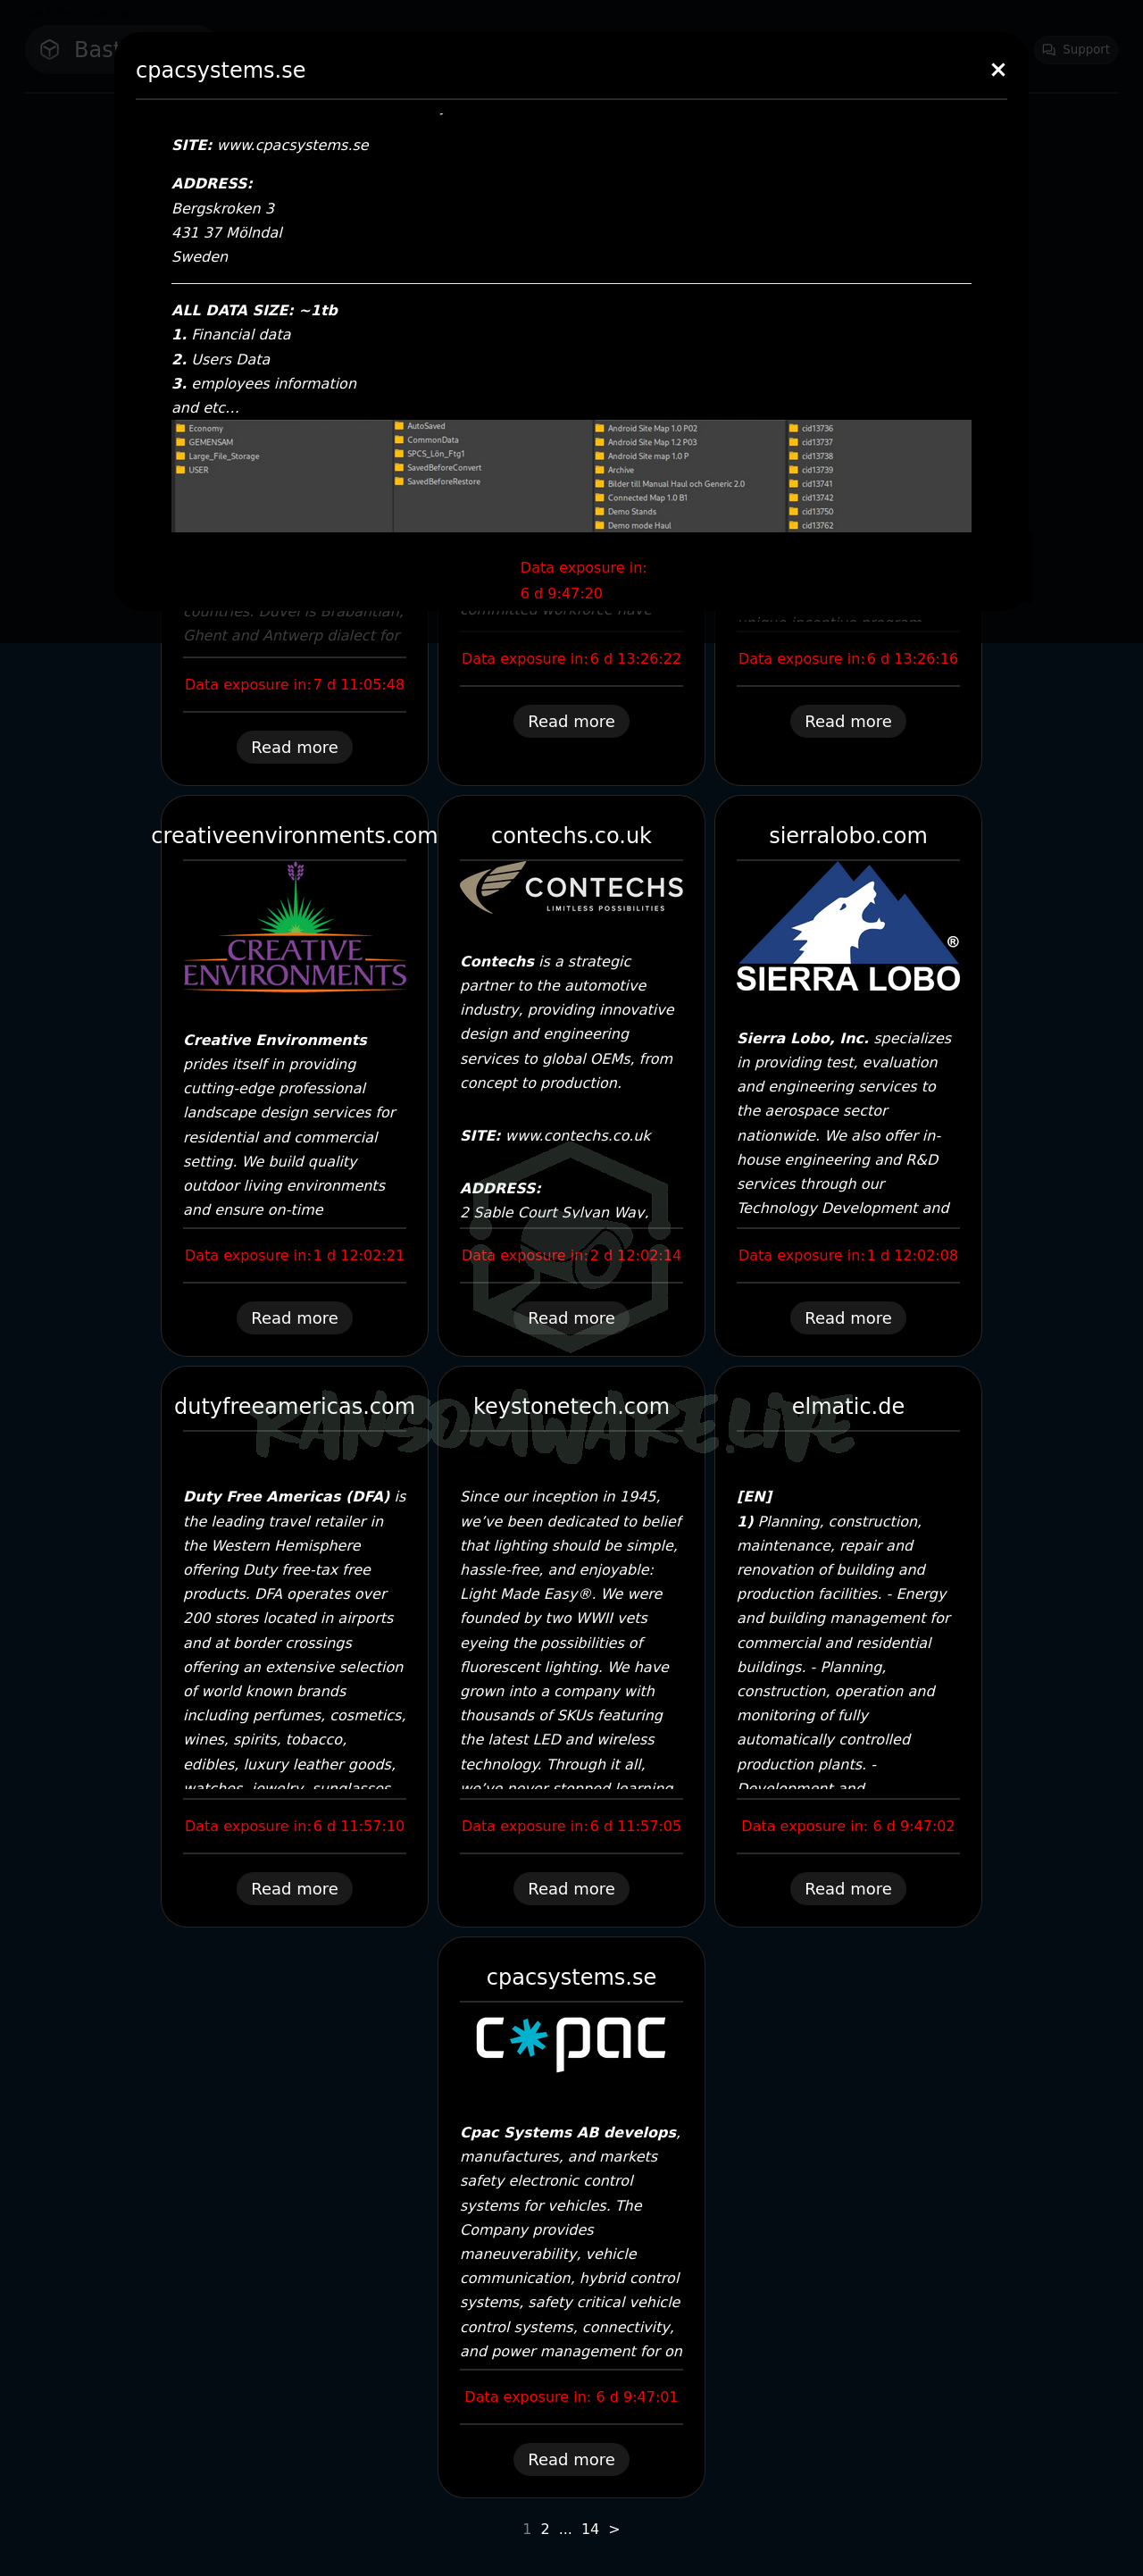 Bast
Support
cpacsystems.se
SITE: www.cpacsystems.se
ADDRESS:
Bergskroken 3
431 37 Mölndal
Sweden
ALL DATA SIZE: ~1tb
1. Financial data
2. Users Data
3. employees information
and etc...
Economy
GEMENSAM
Large_File_Storage
USER
AutoSaved
CommonData
SPCS_Lön_Ftg1
SavedBeforeConvert
SavedBeforeRestore
Android Site Map 1.0 P02
Android Site Map 1.2 P03
Android Site map 1.0 P
Archive
Bilder till Manual Haul och Generic 2.0
Connected Map 1.0 B1
Demo Stands
Demo mode Haul
cid13736
cid13737
cid13738
cid13739
cid13741
cid13742
cid13750
cid13762
Data exposure in:
6 d 9:47:20
countries. Duvel is Brabantian,
Ghent and Antwerp dialect for
Data exposure in: 7 d 11:05:48
Read more
committed workforce have
Data exposure in: 6 d 13:26:22
Read more
unique incentive program
Data exposure in: 6 d 13:26:16
Read more
creativeenvironments.com
CREATIVE
ENVIRONMENTS
Creative Environments
prides itself in providing
cutting-edge professional
landscape design services for
residential and commercial
setting. We build quality
outdoor living environments
and ensure on-time
Data exposure in: 1 d 12:02:21
Read more
contechs.co.uk
CONTECHS
LIMITLESS POSSIBILITIES
Contechs is a strategic
partner to the automotive
industry, providing innovative
design and engineering
services to global OEMs, from
concept to production.
SITE: www.contechs.co.uk
ADDRESS:
2 Sable Court Sylvan Way,
Data exposure in: 2 d 12:02:14
Read more
sierralobo.com
SIERRA LOBO®
Sierra Lobo, Inc. specializes
in providing test, evaluation
and engineering services to
the aerospace sector
nationwide. We also offer in-
house engineering and R&D
services through our
Technology Development and
Data exposure in: 1 d 12:02:08
Read more
RANSOMWARE.LIVE
dutyfreeamericas.com
Duty Free Americas (DFA) is
the leading travel retailer in
the Western Hemisphere
offering Duty free-tax free
products. DFA operates over
200 stores located in airports
and at border crossings
offering an extensive selection
of world known brands
including perfumes, cosmetics,
wines, spirits, tobacco,
edibles, luxury leather goods,
watches, jewelry, sunglasses
Data exposure in: 6 d 11:57:10
Read more
keystonetech.com
Since our inception in 1945,
we’ve been dedicated to belief
that lighting should be simple,
hassle-free, and enjoyable:
Light Made Easy®. We were
founded by two WWII vets
eyeing the possibilities of
fluorescent lighting. We have
grown into a company with
thousands of SKUs featuring
the latest LED and wireless
technology. Through it all,
we’ve never stopped learning
Data exposure in: 6 d 11:57:05
Read more
elmatic.de
[EN]
1) Planning, construction,
maintenance, repair and
renovation of building and
production facilities. - Energy
and building management for
commercial and residential
buildings. - Planning,
construction, operation and
monitoring of fully
automatically controlled
production plants. -
Development and
Data exposure in: 6 d 9:47:02
Read more
cpacsystems.se
c*pac
Cpac Systems AB develops,
manufactures, and markets
safety electronic control
systems for vehicles. The
Company provides
maneuverability, vehicle
communication, hybrid control
systems, safety critical vehicle
control systems, connectivity,
and power management for on
Data exposure in: 6 d 9:47:01
Read more
1 2 ... 14 >